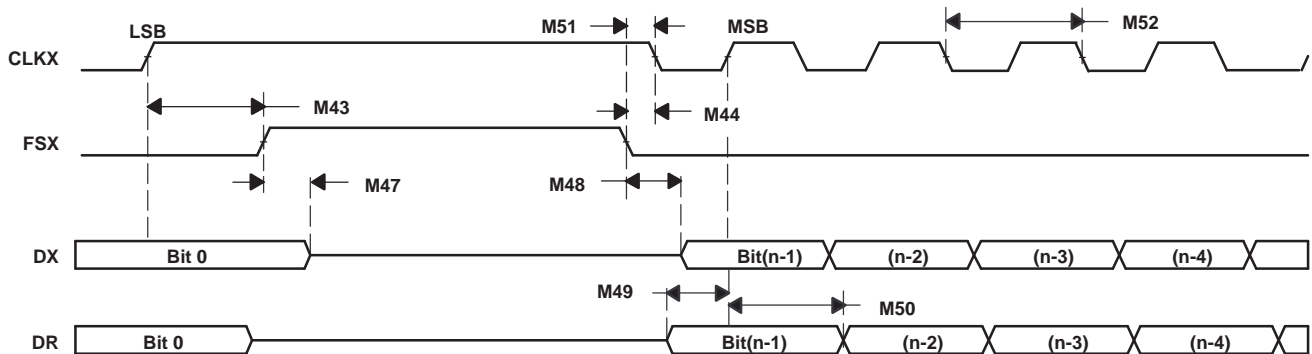 LSB
M51
MSB
M52
CLKX
M43
M44
FSX
M47
M48
DX
Bit 0
Bit(n-1)
(n-2)
(n-3)
(n-4)
M49
M50
DR
Bit 0
Bit(n-1)
(n-2)
(n-3)
(n-4)